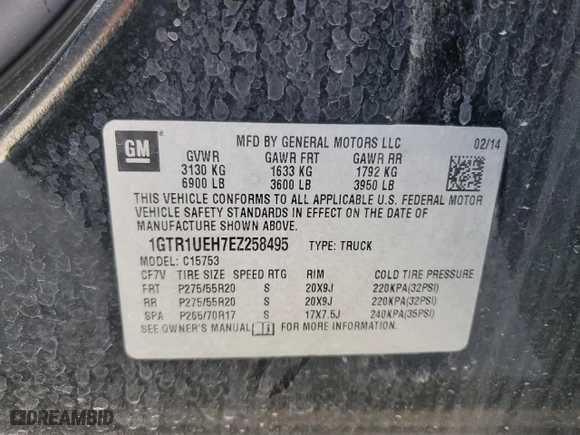 GM
MFD BY GENERAL MOTORS LLC 02/14
GVWR GAWR FRT GAWR RR
3130 KG 1633 KG 1792 KG
6900 LB 3600 LB 3950 LB
THIS VEHICLE CONFORMS TO ALL APPLICABLE U.S. FEDERAL MOTOR
VEHICLE SAFETY STANDARDS IN EFFECT ON THE DATE OF
MANUFACTURE SHOWN ABOVE.
1GTR1UEH7EZ258495 TYPE: TRUCK
MODEL: C15753
CF7V TIRE SIZE SPEED RTG RIM COLD TIRE PRESSURE
FRT P275/55R20 S 20X9J 220KPA(32PSI)
RR P275/55R20 S 20X9J 220KPA(32PSI)
SPA P265/70R17 S 17X7.5J 240KPA(35PSI)
SEE OWNER'S MANUAL FOR MORE INFORMATION.
DREAMBID